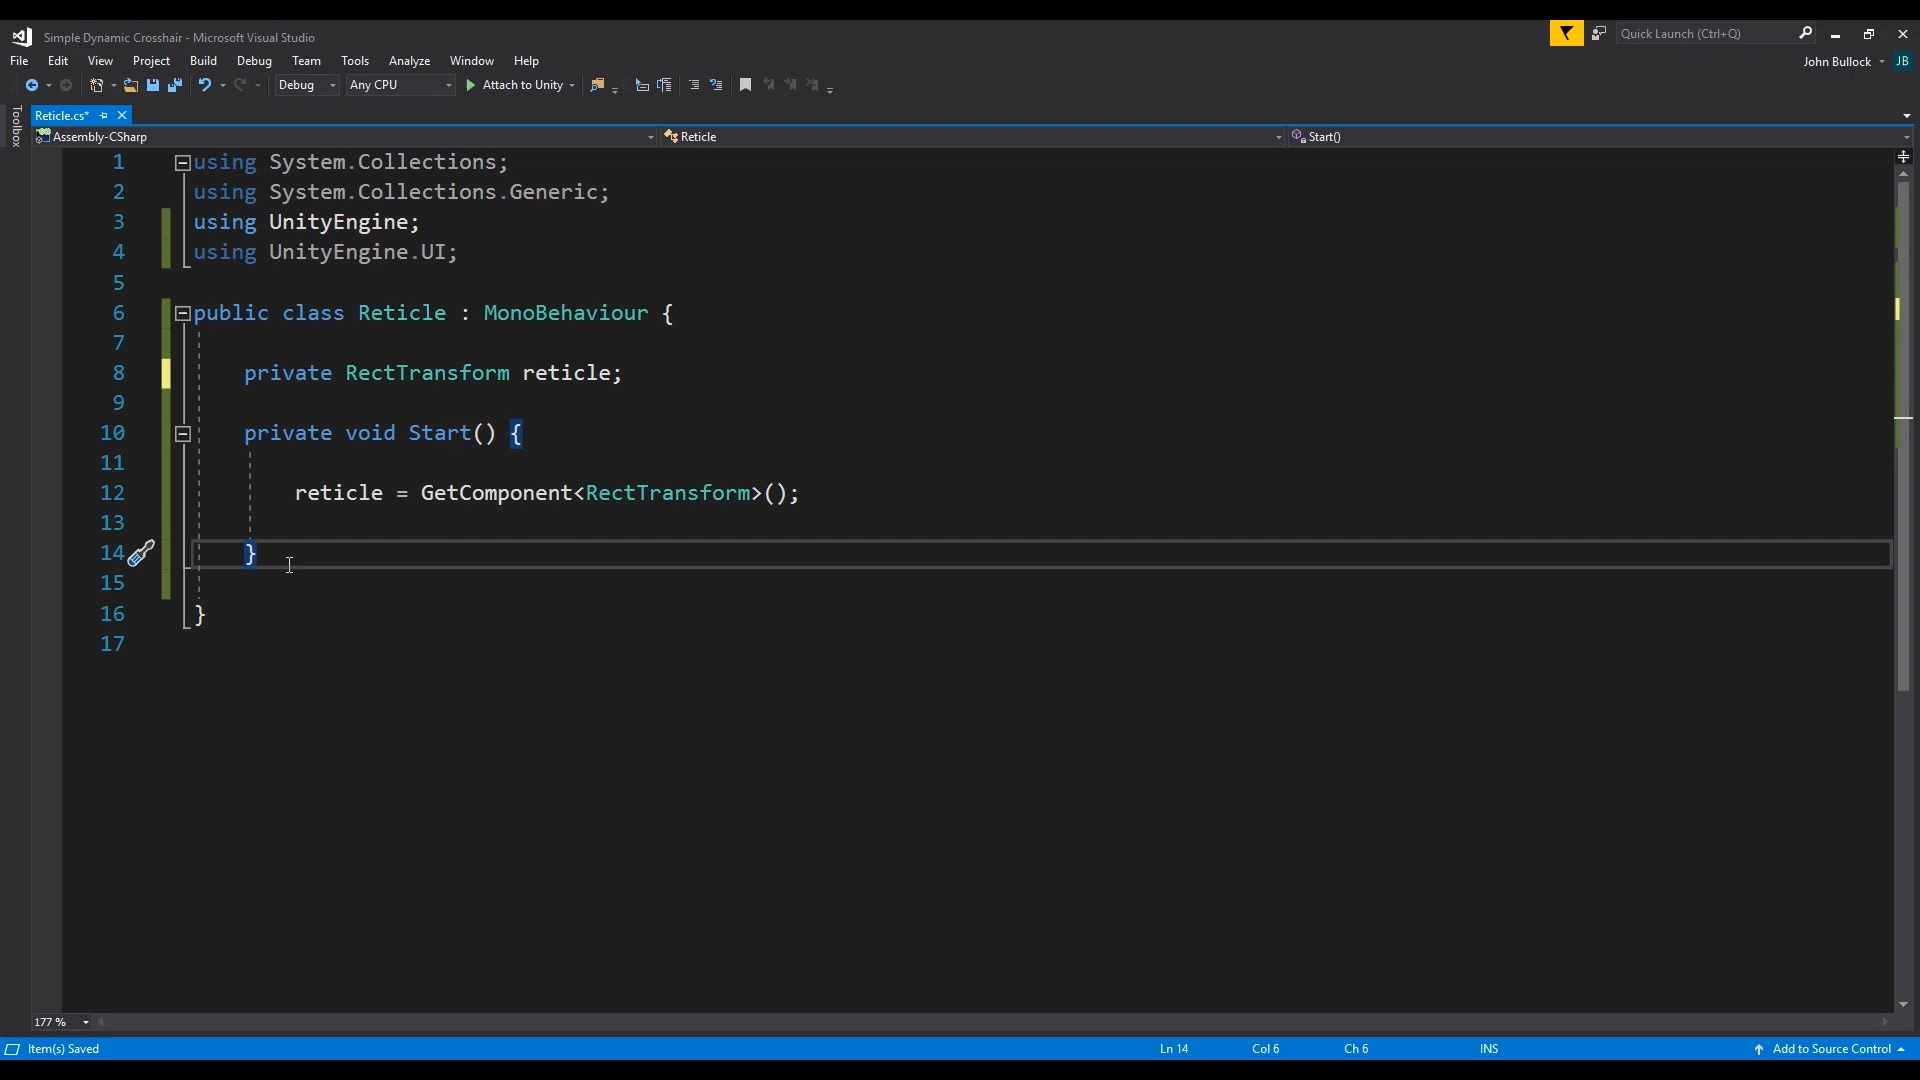 Simple Dynamic Crosshair - Microsoft Visual Studio
Quick Launch (Ctrl+Q)
File Edit View Project Build Debug Team Tools Analyze Window Help
John Bullock JB
Debug Any CPU Attach to Unity
Toolbox
Reticle.cs*
Assembly-CSharp Reticle Start()
1 using System.Collections;
2 using System.Collections.Generic;
3 using UnityEngine;
4 using UnityEngine.UI;
5
6 public class Reticle : MonoBehaviour {
7
8 private RectTransform reticle;
9
10 private void Start() {
11
12 reticle = GetComponent<RectTransform>();
13
14 }
15
16 }
17
177 %
Item(s) Saved Ln 14 Col 6 Ch 6 INS Add to Source Control